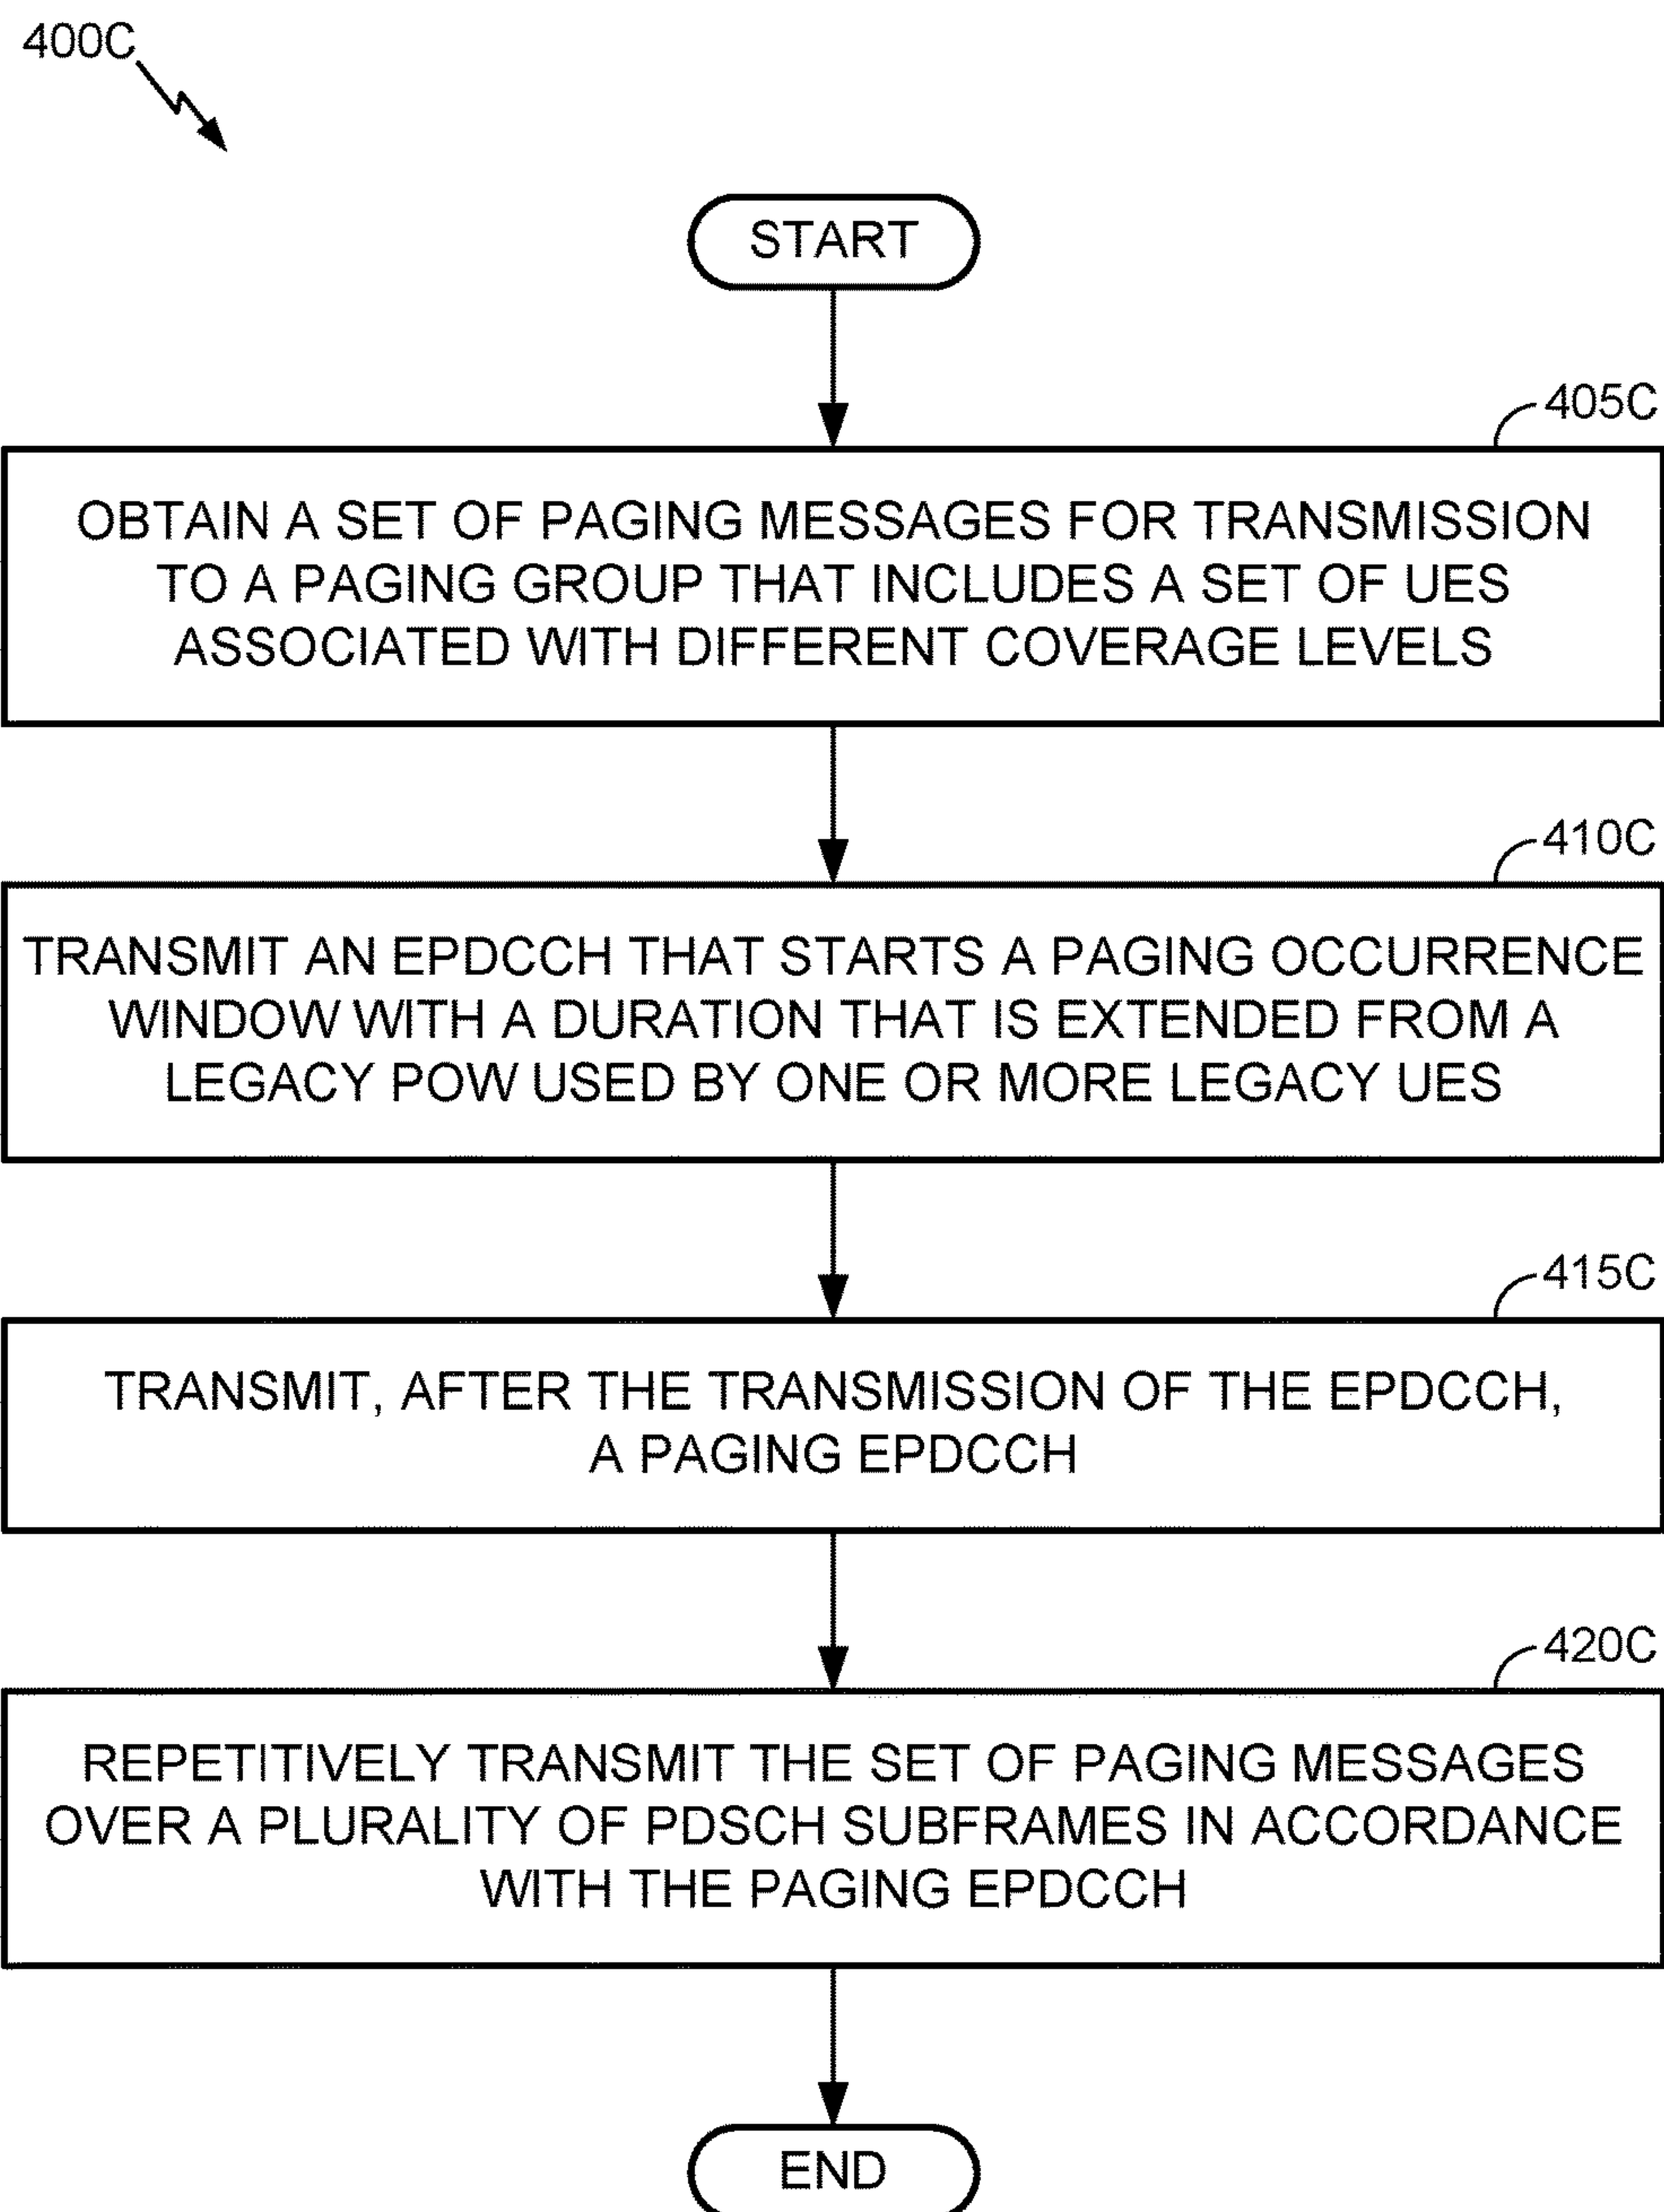 400C
START
405C
OBTAIN A SET OF PAGING MESSAGES FOR TRANSMISSION
TO A PAGING GROUP THAT INCLUDES A SET OF UES
ASSOCIATED WITH DIFFERENT COVERAGE LEVELS
410C
TRANSMIT AN EPDCCH THAT STARTS A PAGING OCCURRENCE
WINDOW WITH A DURATION THAT IS EXTENDED FROM A
LEGACY POW USED BY ONE OR MORE LEGACY UES
415C
TRANSMIT, AFTER THE TRANSMISSION OF THE EPDCCH,
A PAGING EPDCCH
420C
REPETITIVELY TRANSMIT THE SET OF PAGING MESSAGES
OVER A PLURALITY OF PDSCH SUBFRAMES IN ACCORDANCE
WITH THE PAGING EPDCCH
END